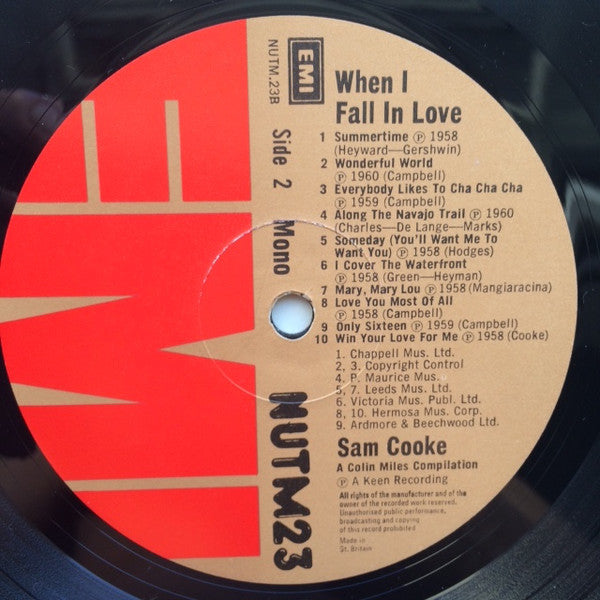 EMI
NUTM.23B
Side 2 Mono
NUTM23
When I
Fall In Love
1 Summertime Ⓟ 1958
(Heyward—Gershwin)
2 Wonderful World
Ⓟ 1960 (Campbell)
3 Everybody Likes To Cha Cha Cha
Ⓟ 1959 (Campbell)
4 Along The Navajo Trail Ⓟ 1960
(Charles—De Lange—Marks)
5 Someday (You'll Want Me To
Want You) Ⓟ 1958 (Hodges)
6 I Cover The Waterfront
Ⓟ 1958 (Green—Heyman)
7 Mary, Mary Lou Ⓟ 1958 (Mangiaracina)
8 Love You Most Of All
Ⓟ 1958 (Campbell)
9 Only Sixteen Ⓟ 1959 (Campbell)
10 Win Your Love For Me Ⓟ 1958 (Cooke)
1. Chappell Mus. Ltd.
2, 3. Copyright Control
4. P. Maurice Mus.
5, 7. Leeds Mus. Ltd.
6. Victoria Mus. Publ. Ltd.
8, 10. Hermosa Mus. Corp.
9. Ardmore & Beechwood Ltd.
Sam Cooke
A Colin Miles Compilation
Ⓟ A Keen Recording
All rights of the manufacturer and of the
owner of the recorded work reserved.
Unauthorised public performance,
broadcasting and copying
of this record prohibited
Made in
Gt. Britain
EMI